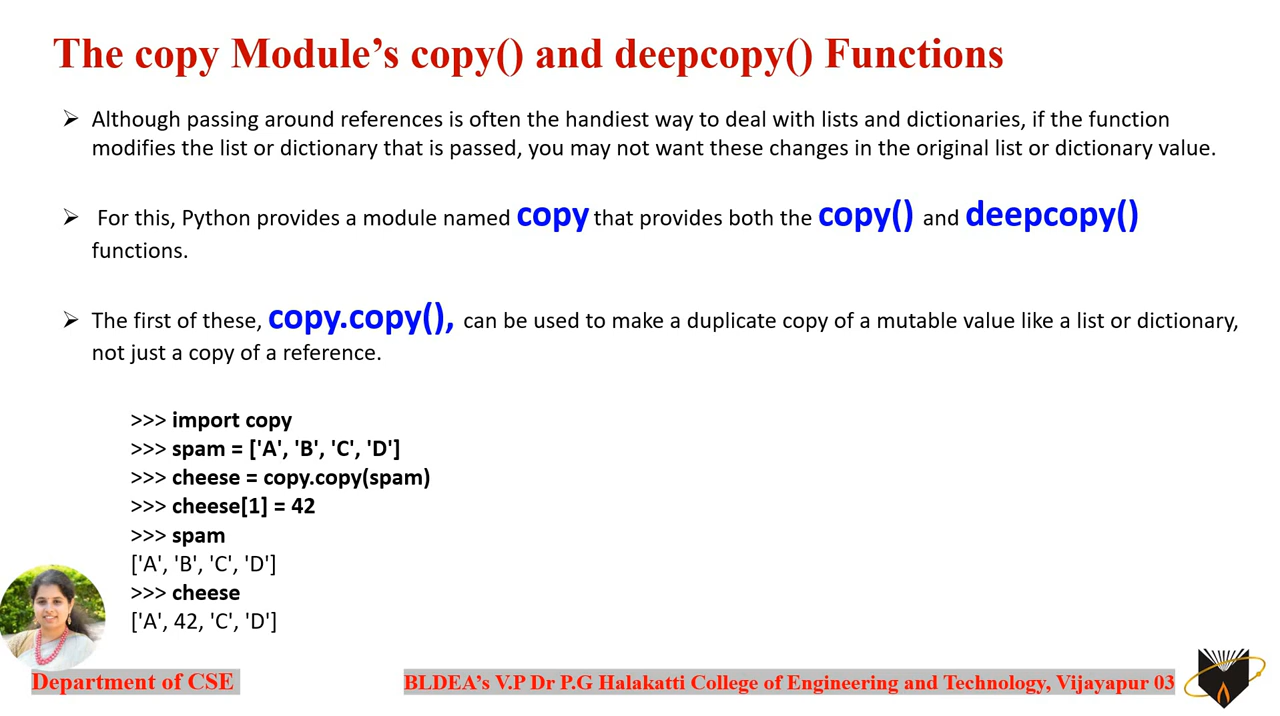 The copy Module’s copy() and deepcopy() Functions
➢ Although passing around references is often the handiest way to deal with lists and dictionaries, if the function
modifies the list or dictionary that is passed, you may not want these changes in the original list or dictionary value.
➢ For this, Python provides a module named copy that provides both the copy() and deepcopy()
functions.
➢ The first of these, copy.copy(), can be used to make a duplicate copy of a mutable value like a list or dictionary,
not just a copy of a reference.
>>> import copy
>>> spam = ['A', 'B', 'C', 'D']
>>> cheese = copy.copy(spam)
>>> cheese[1] = 42
>>> spam
['A', 'B', 'C', 'D']
>>> cheese
['A', 42, 'C', 'D']
Department of CSE
BLDEA’s V.P Dr P.G Halakatti College of Engineering and Technology, Vijayapur 03